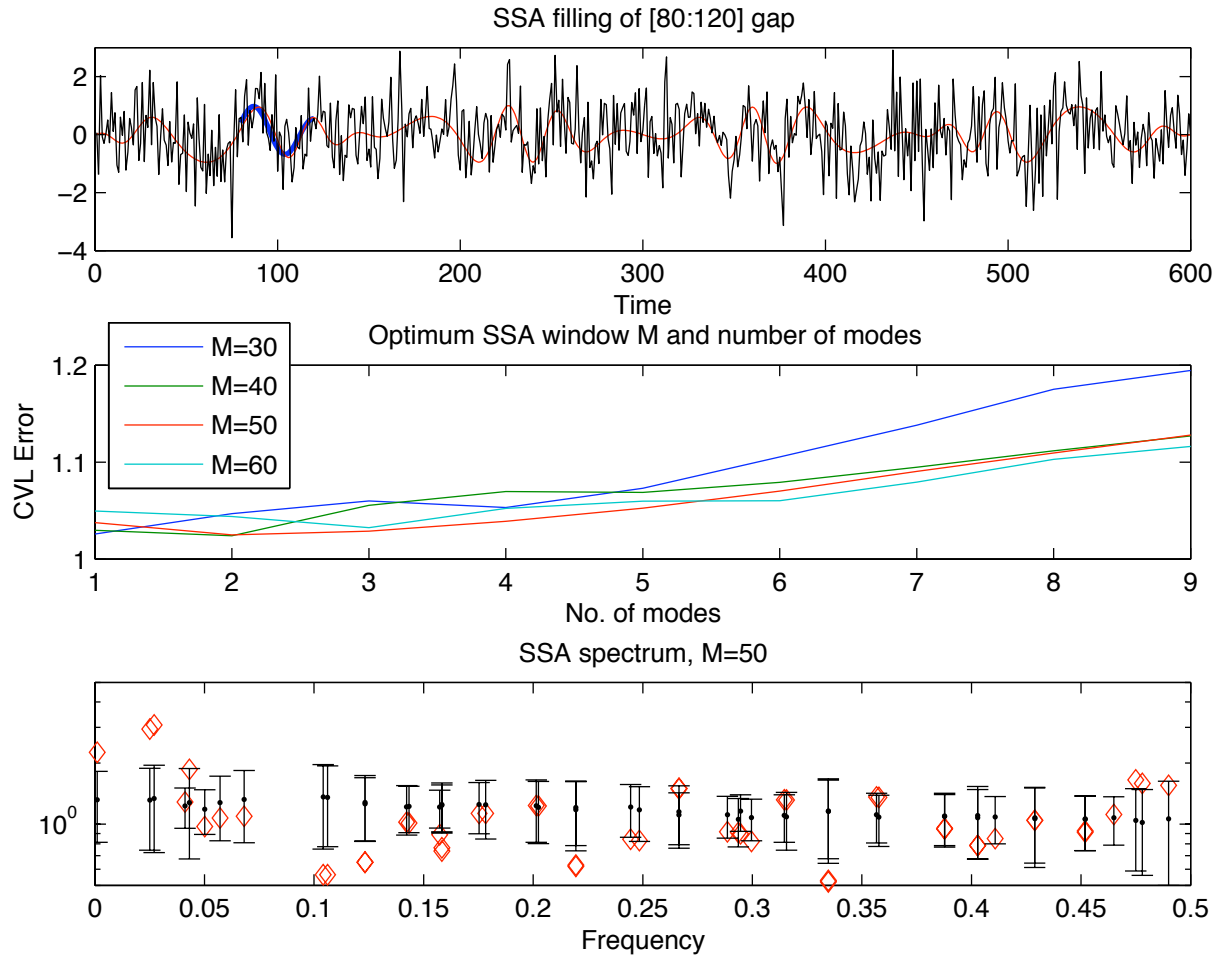 SSA filling of [80:120] gap
2
0
−2
−4
0 100 200 300 400 500 600
Time
Optimum SSA window M and number of modes
M=30
M=40
M=50
M=60
1.2
1.1
1
CVL Error
1 2 3 4 5 6 7 8 9
No. of modes
SSA spectrum, M=50
10^0
0 0.05 0.1 0.15 0.2 0.25 0.3 0.35 0.4 0.45 0.5
Frequency